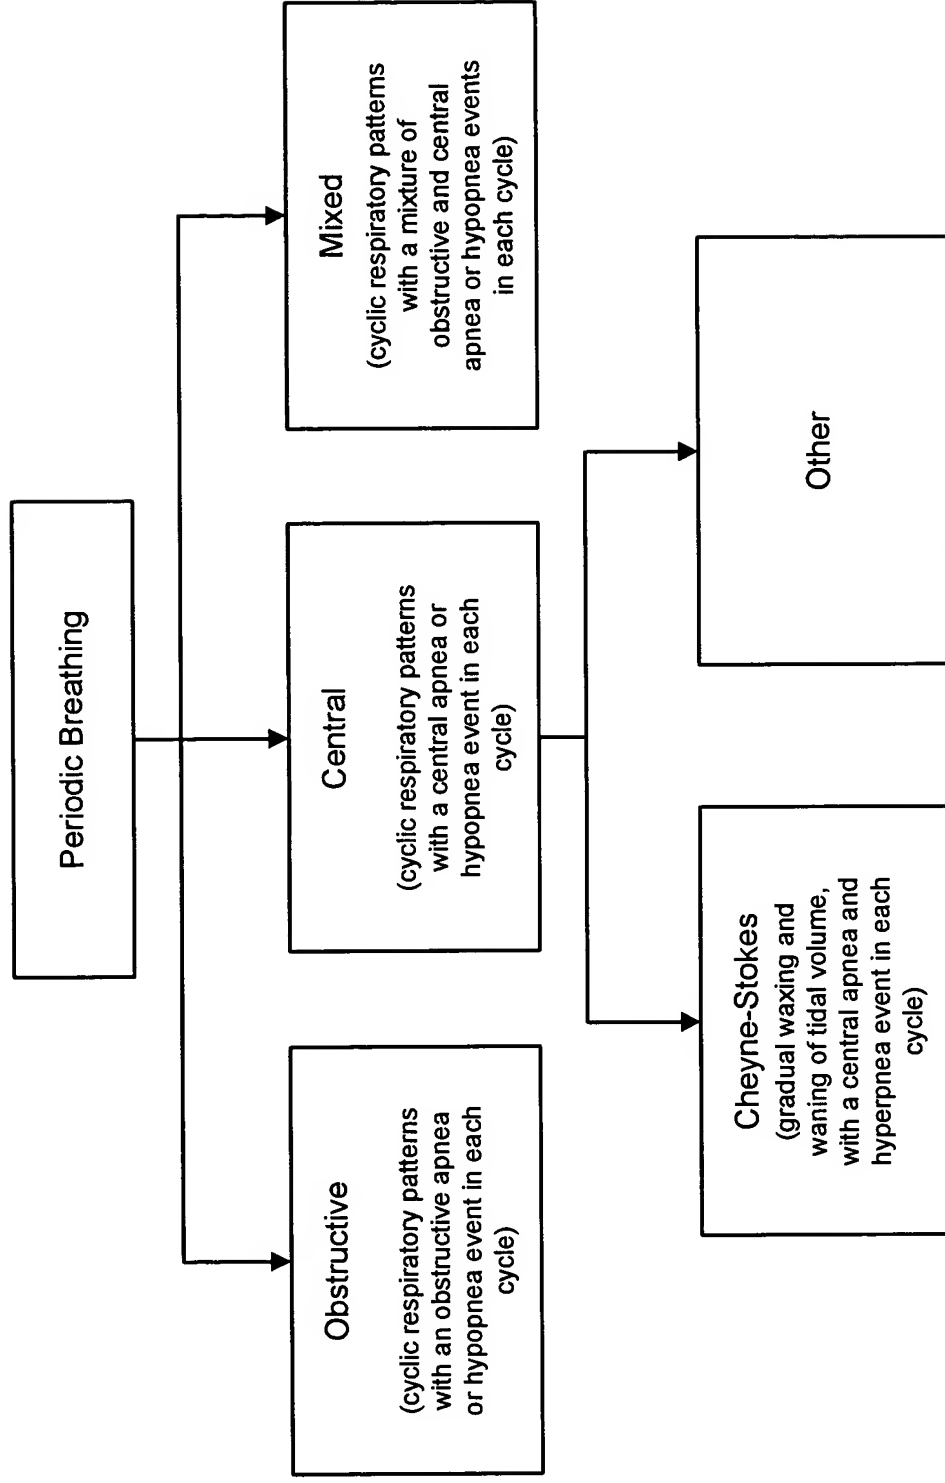 Periodic Breathing
Obstructive
(cyclic respiratory patterns
with an obstructive apnea
or hypopnea event in each
cycle)
Central
(cyclic respiratory patterns
with a central apnea or
hypopnea event in each
cycle)
Mixed
(cyclic respiratory patterns
with a mixture of
obstructive and central
apnea or hypopnea events
in each cycle)
Cheyne-Stokes
(gradual waxing and
waning of tidal volume,
with a central apnea and
hyperpnea event in each
cycle)
Other